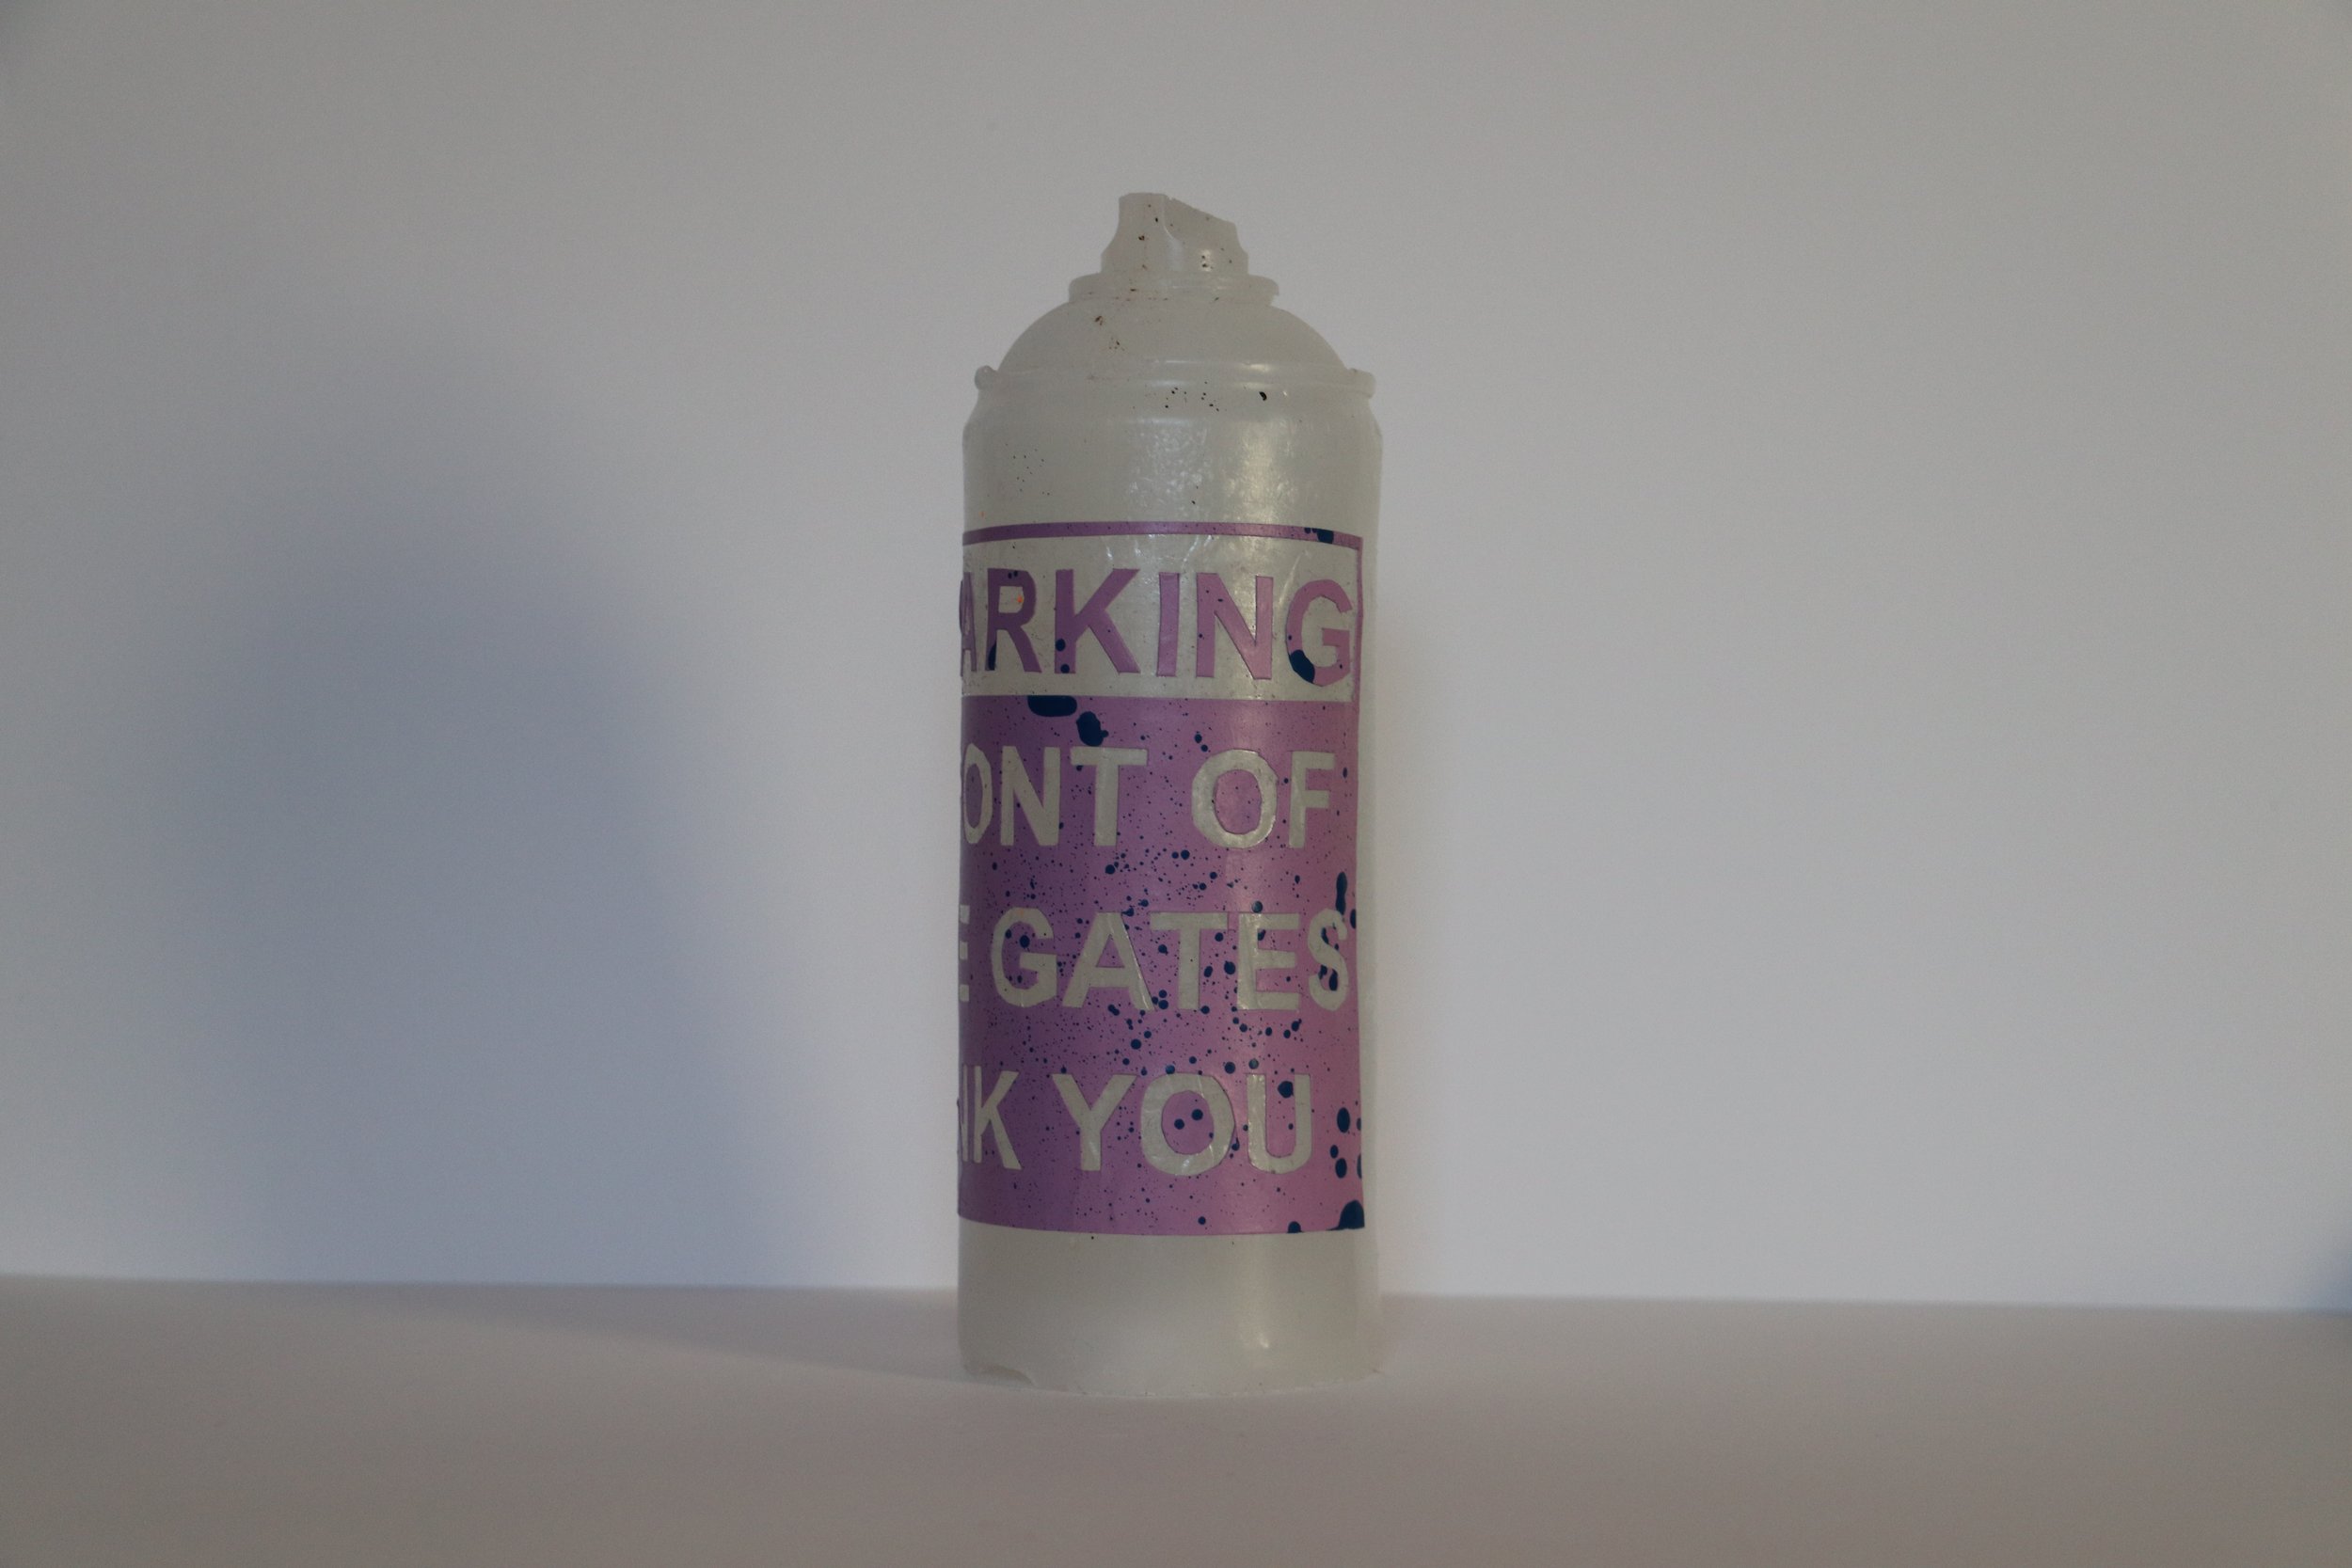 ARKING
ONT OF
E GATES
NK YOU